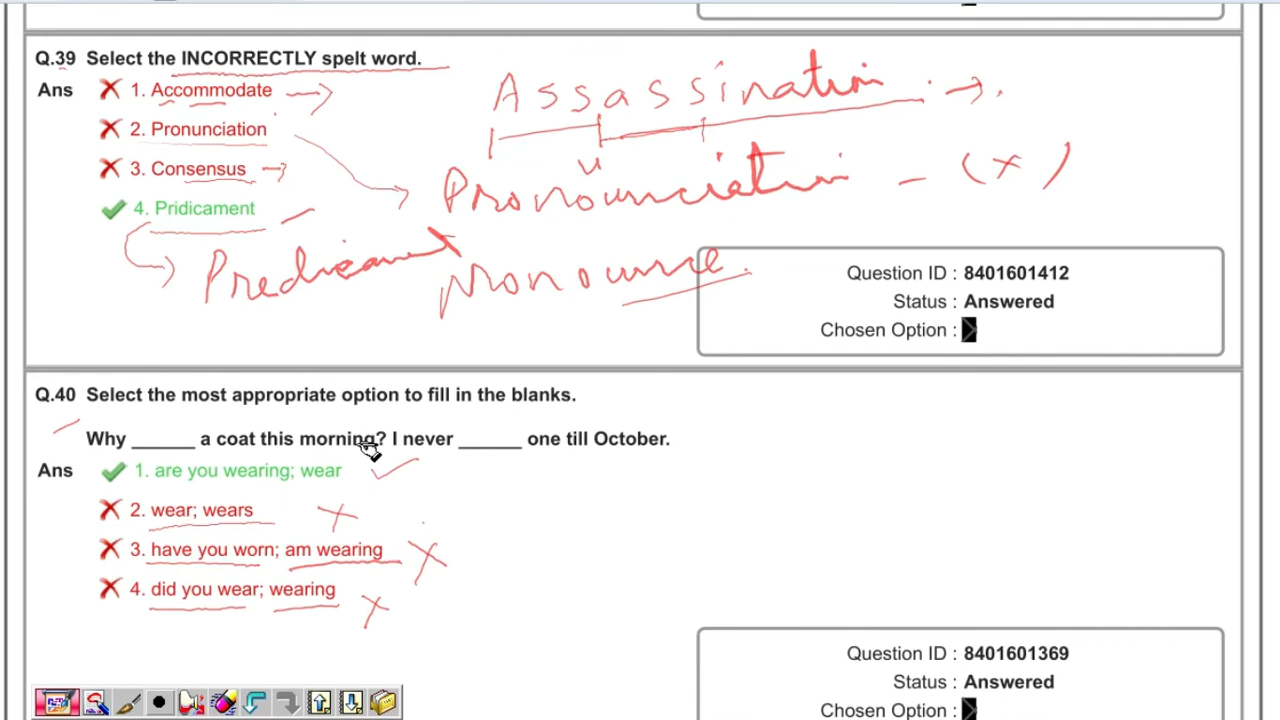 Q.39 Select the INCORRECTLY spelt word.
Ans 1. Accommodate
2. Pronunciation
3. Consensus
4. Pridicament
Assassination
u
Pronounciation - (x)
Predicament
Pronounce.
Question ID : 8401601412
Status : Answered
Chosen Option :
Q.40 Select the most appropriate option to fill in the blanks.
Why ______ a coat this morning? I never ______ one till October.
Ans 1. are you wearing; wear
2. wear; wears
3. have you worn; am wearing
4. did you wear; wearing
Question ID : 8401601369
Status : Answered
Chosen Option :